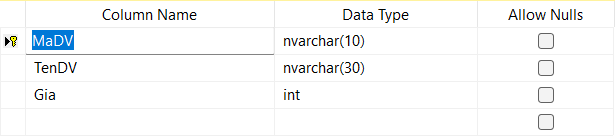 Column Name Data Type Allow Nulls
MaDV nvarchar(10)
TenDV nvarchar(30)
Gia int